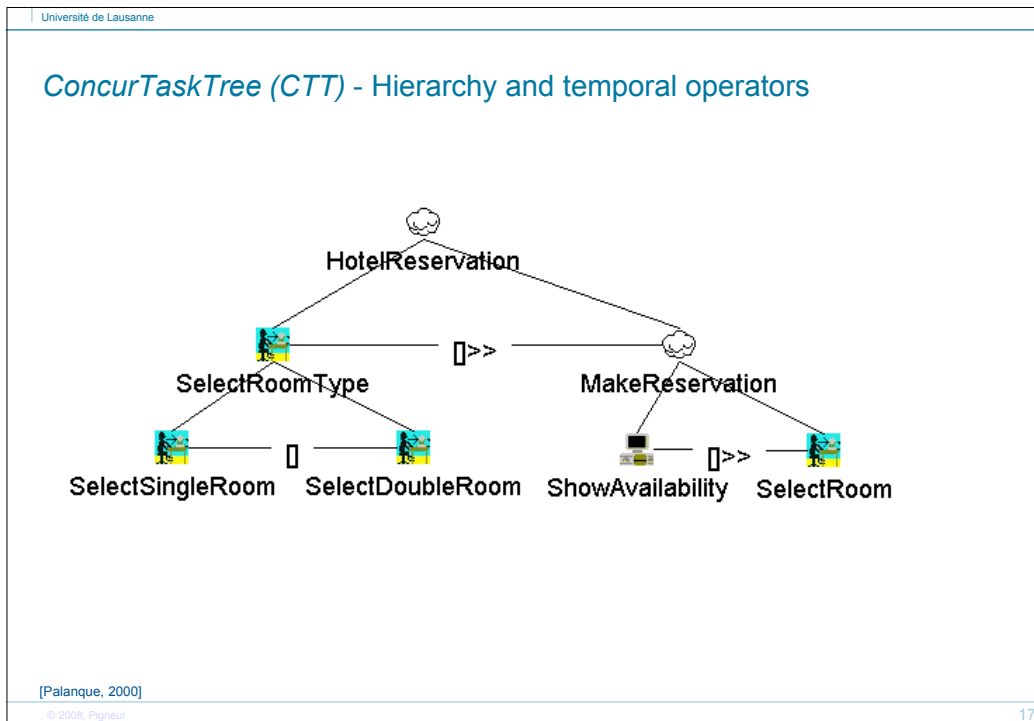 Université de Lausanne
ConcurTaskTree (CTT) - Hierarchy and temporal operators
HotelReservation
[]>>
SelectRoomType
MakeReservation
[]
[]>>
SelectSingleRoom
SelectDoubleRoom
ShowAvailability
SelectRoom
[Palanque, 2000]
© 2008, Pigneur
17